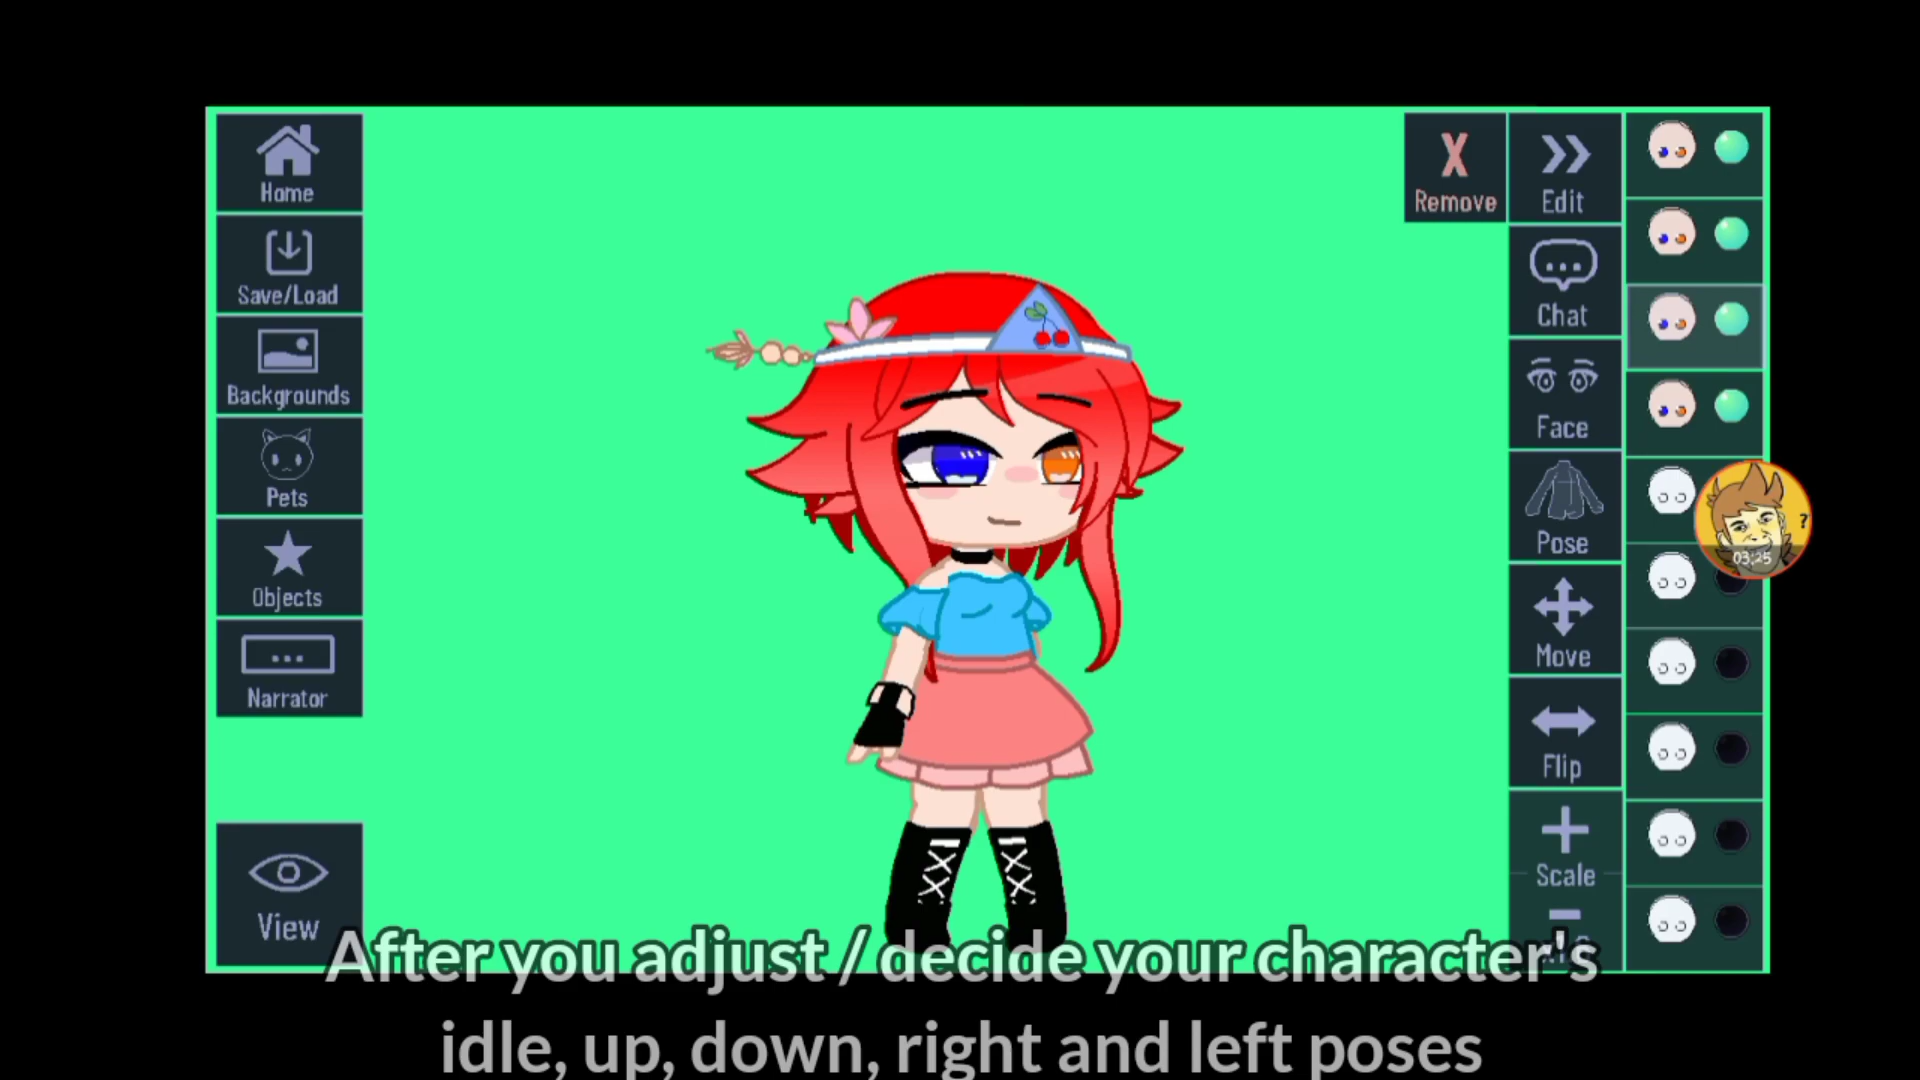 Home
Save/Load
Backgrounds
Pets
Objects
Narrator
View
X
Remove
Edit
Chat
Face
Pose
Move
Flip
Scale
?
03:25
After you adjust / decide your character's
idle, up, down, right and left poses